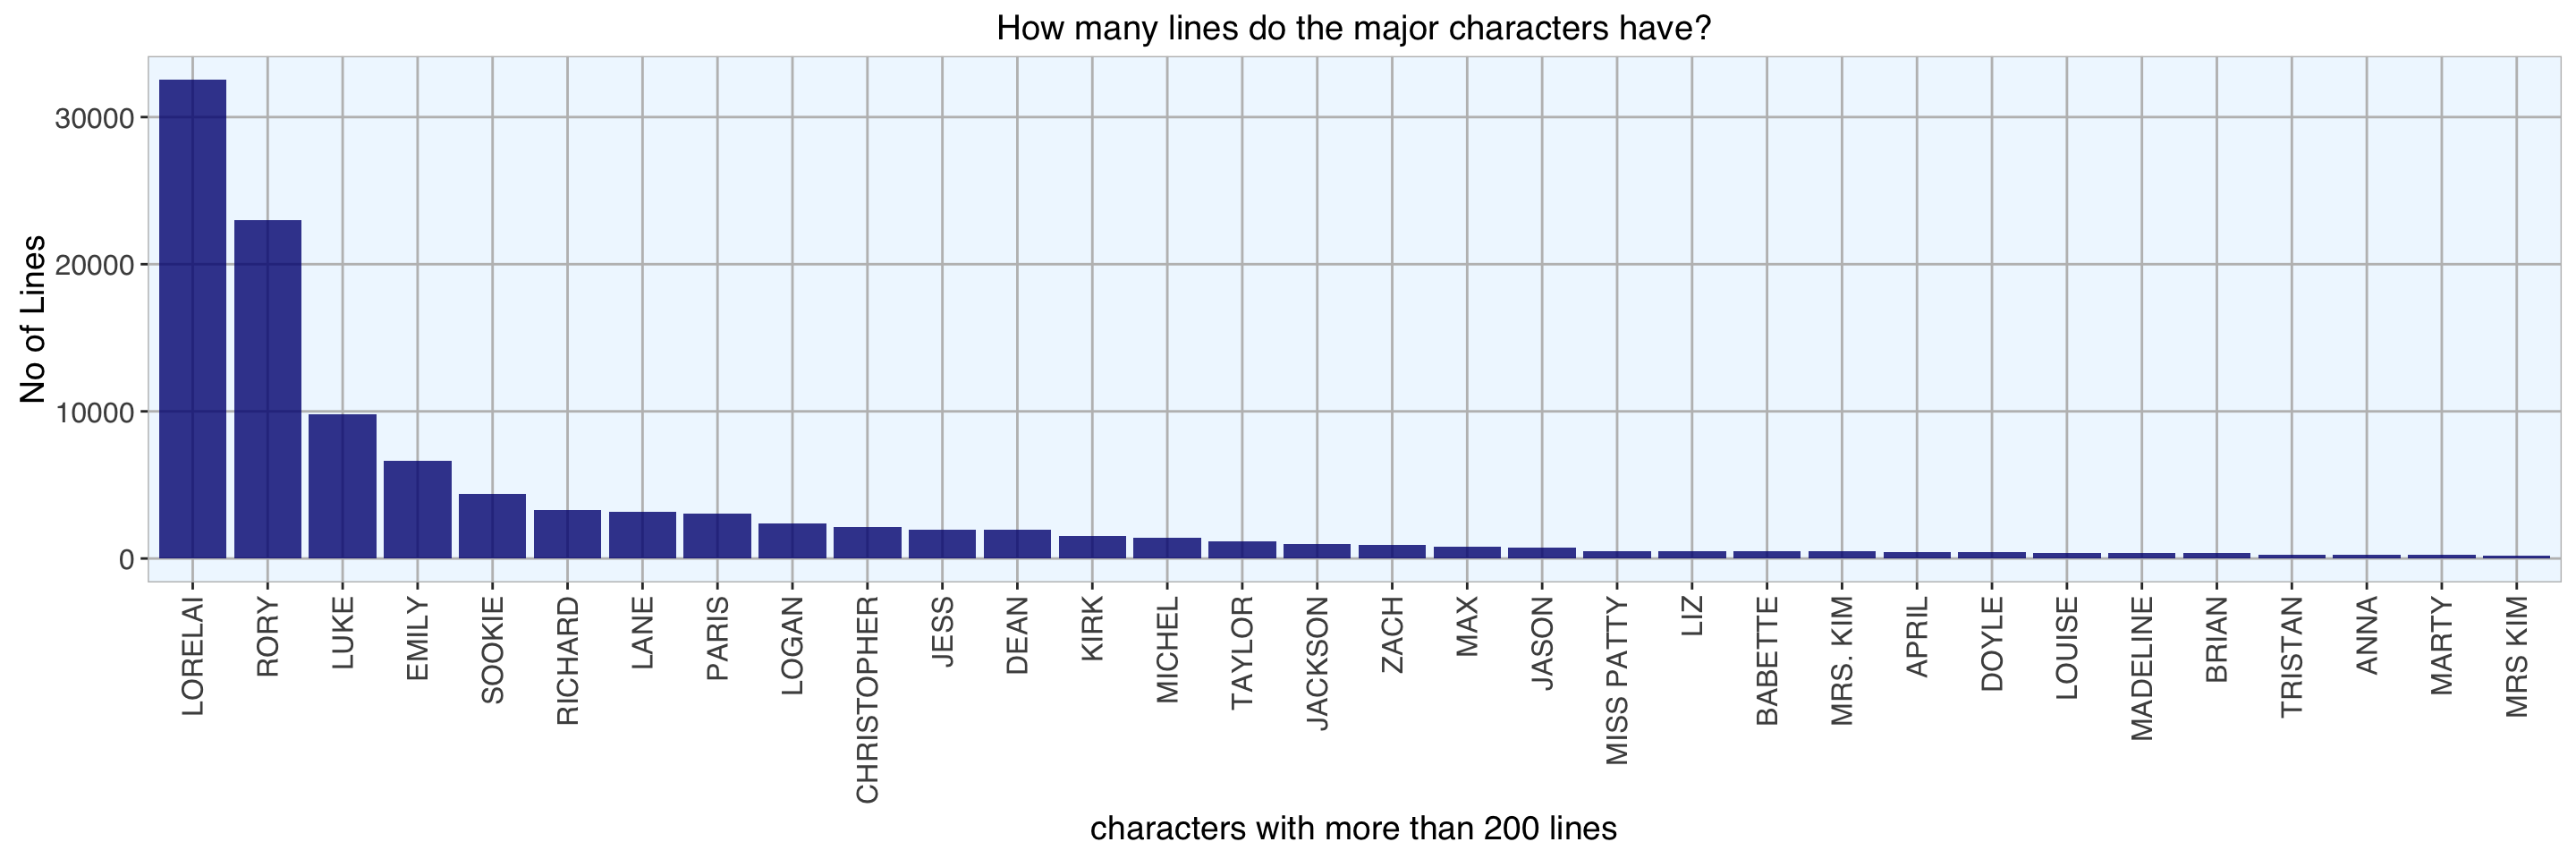 How many lines do the major characters have?
No of Lines
30000
20000
10000
0
LORELAI
RORY
LUKE
EMILY
SOOKIE
RICHARD
LANE
PARIS
LOGAN
CHRISTOPHER
JESS
DEAN
KIRK
MICHEL
TAYLOR
JACKSON
ZACH
MAX
JASON
MISS PATTY
LIZ
BABETTE
MRS. KIM
APRIL
DOYLE
LOUISE
MADELINE
BRIAN
TRISTAN
ANNA
MARTY
MRS KIM
characters with more than 200 lines